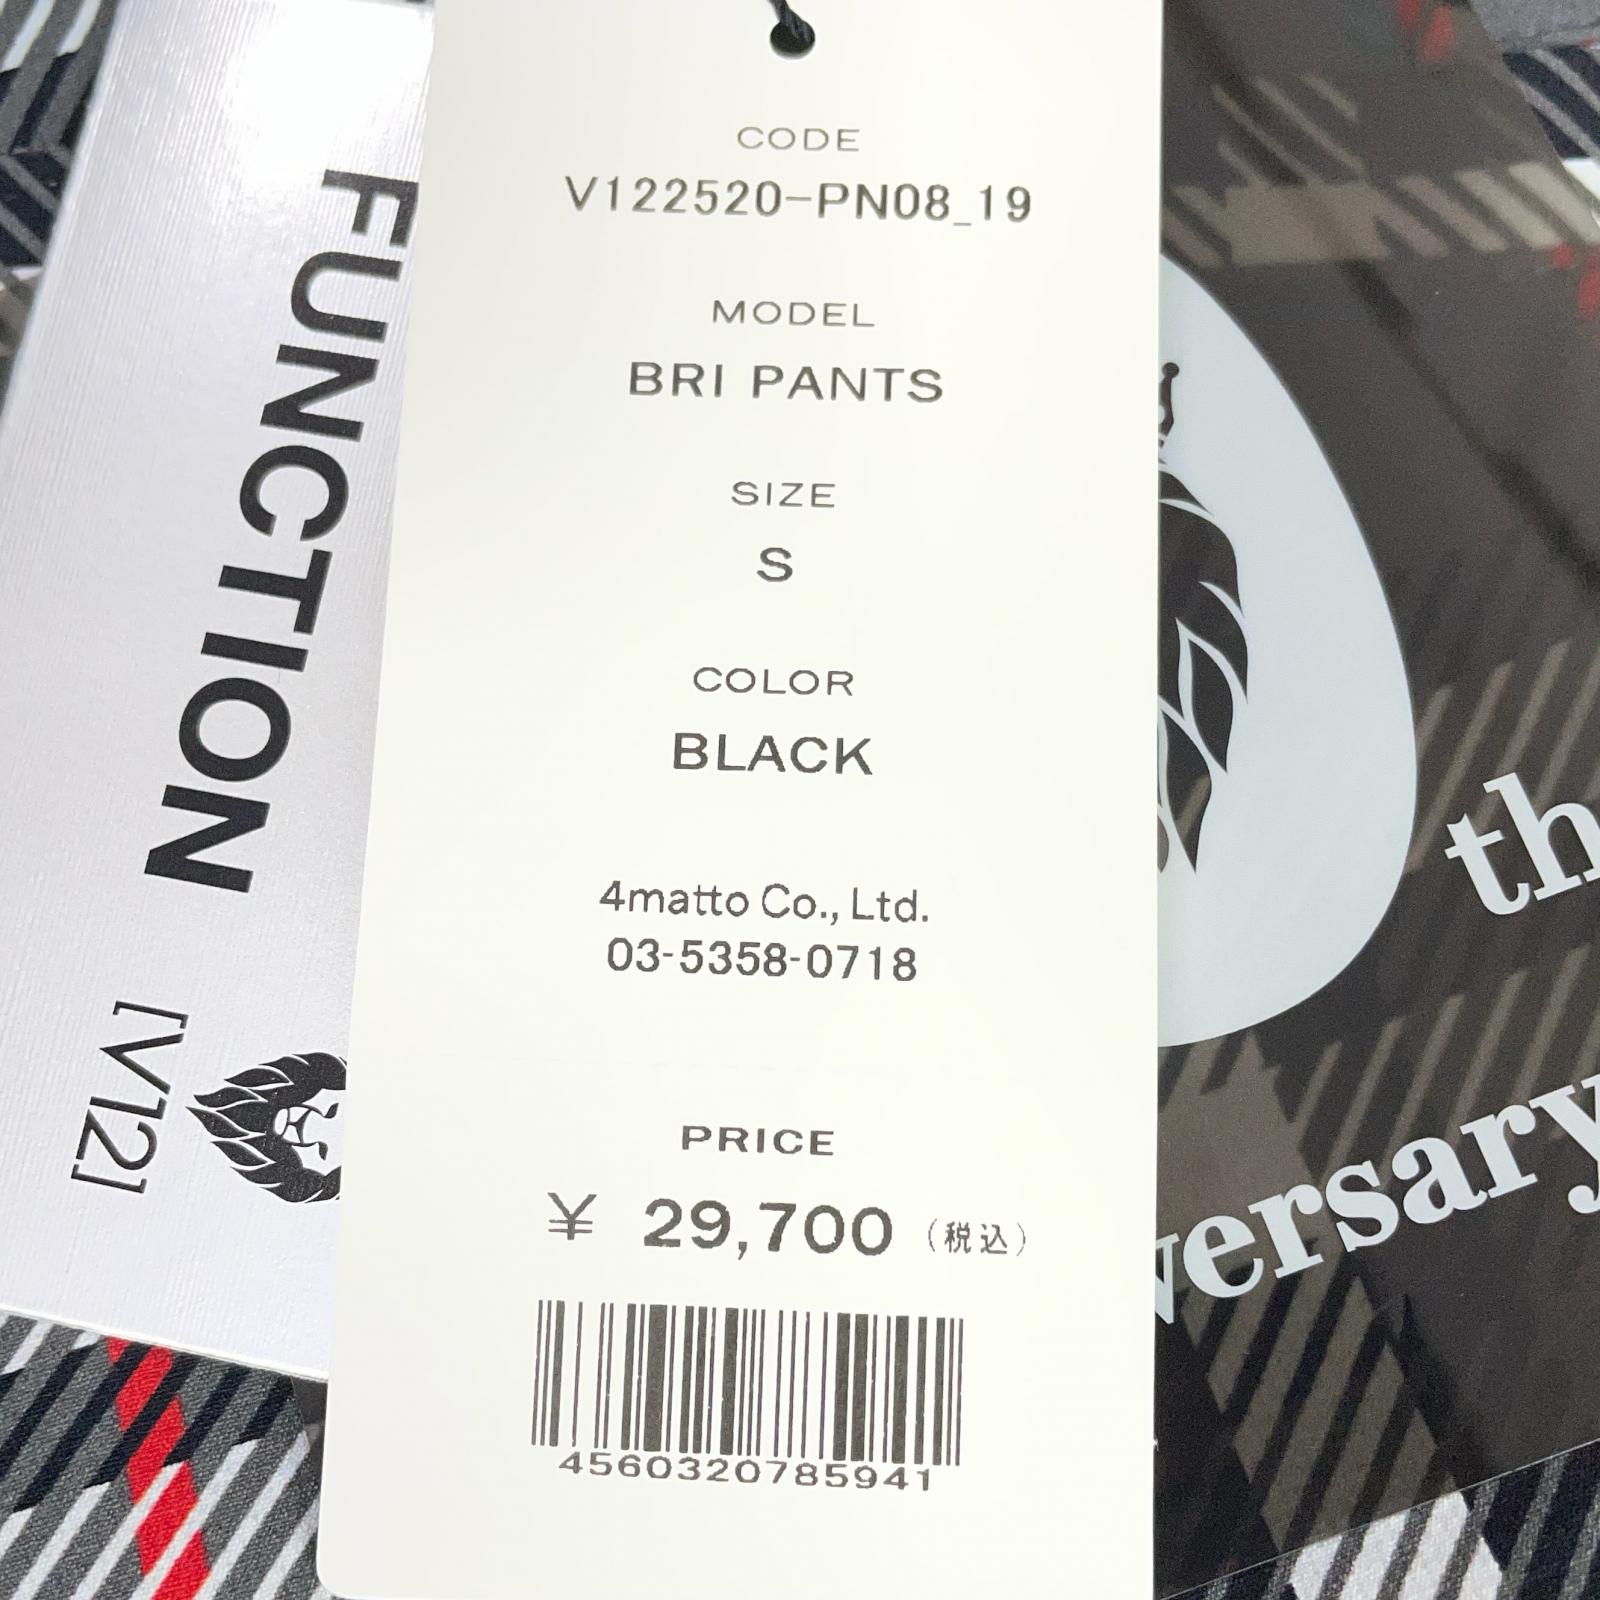 CODE
V122520-PN08_19
MODEL
BRI PANTS
SIZE
S
COLOR
BLACK
4matto Co., Ltd.
03-5358-0718
PRICE
¥ 29,700 (税込)
4560320785941
FUNCTION
[V12]
th
versary